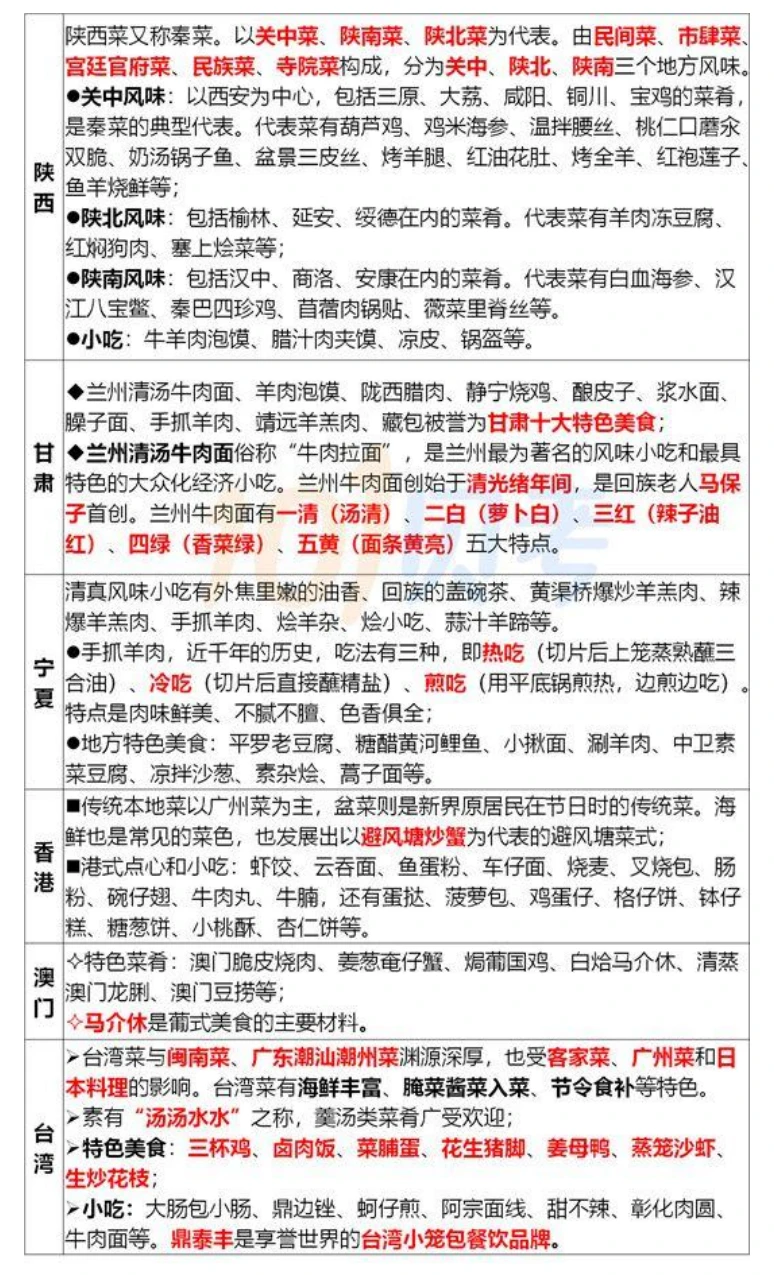 陕西菜又称秦菜。以关中菜、陕南菜、陕北菜为代表。由民间菜、市肆菜、
宫廷官府菜、民族菜、寺院菜构成，分为关中、陕北、陕南三个地方风味。
●关中风味：以西安为中心，包括三原、大荔、咸阳、铜川、宝鸡的菜肴，
是秦菜的典型代表。代表菜有葫芦鸡、鸡米海参、温拌腰丝、桃仁口蘑汆
双脆、奶汤锅子鱼、盆景三皮丝、烤羊腿、红油花肚、烤全羊、红袍莲子、
鱼羊烧鲜等；
陕西
●陕北风味：包括榆林、延安、绥德在内的菜肴。代表菜有羊肉冻豆腐、
红焖狗肉、塞上烩菜等；
●陕南风味：包括汉中、商洛、安康在内的菜肴。代表菜有白血海参、汉
江八宝鳖、秦巴四珍鸡、苜蓿肉锅贴、薇菜里脊丝等。
●小吃：牛羊肉泡馍、腊汁肉夹馍、凉皮、锅盔等。
甘肃
◆兰州清汤牛肉面、羊肉泡馍、陇西腊肉、静宁烧鸡、酿皮子、浆水面、
臊子面、手抓羊肉、靖远羊羔肉、藏包被誉为甘肃十大特色美食；
◆兰州清汤牛肉面俗称“牛肉拉面”，是兰州最为著名的风味小吃和最具
特色的大众化经济小吃。兰州牛肉面创始于清光绪年间，是回族老人马保
子首创。兰州牛肉面有一清（汤清）、二白（萝卜白）、三红（辣子油
红）、四绿（香菜绿）、五黄（面条黄亮）五大特点。
宁夏
清真风味小吃有外焦里嫩的油香、回族的盖碗茶、黄渠桥爆炒羊羔肉、辣
爆羊羔肉、手抓羊肉、烩羊杂、烩小吃、蒜汁羊蹄等。
●手抓羊肉，近千年的历史，吃法有三种，即热吃（切片后上笼蒸熟蘸三
合油）、冷吃（切片后直接蘸精盐）、煎吃（用平底锅煎热，边煎边吃）。
特点是肉味鲜美、不腻不膻、色香俱全；
●地方特色美食：平罗老豆腐、糖醋黄河鲤鱼、小揪面、涮羊肉、中卫素
菜豆腐、凉拌沙葱、素杂烩、蒿子面等。
香港
■传统本地菜以广州菜为主，盆菜则是新界原居民在节日时的传统菜。海
鲜也是常见的菜色，也发展出以避风塘炒蟹为代表的避风塘菜式；
■港式点心和小吃：虾饺、云吞面、鱼蛋粉、车仔面、烧麦、叉烧包、肠
粉、碗仔翅、牛肉丸、牛腩，还有蛋挞、菠萝包、鸡蛋仔、格仔饼、钵仔
糕、糖葱饼、小桃酥、杏仁饼等。
澳门
✧特色菜肴：澳门脆皮烧肉、姜葱奄仔蟹、焗葡国鸡、白烩马介休、清蒸
澳门龙脷、澳门豆捞等；
✧马介休是葡式美食的主要材料。
台湾
➢台湾菜与闽南菜、广东潮汕潮州菜渊源深厚，也受客家菜、广州菜和日
本料理的影响。台湾菜有海鲜丰富、腌菜酱菜入菜、节令食补等特色。
➢素有“汤汤水水”之称，羹汤类菜肴广受欢迎；
➢特色美食：三杯鸡、卤肉饭、菜脯蛋、花生猪脚、姜母鸭、蒸笼沙虾、
生炒花枝；
➢小吃：大肠包小肠、鼎边锉、蚵仔煎、阿宗面线、甜不辣、彰化肉圆、
牛肉面等。鼎泰丰是享誉世界的台湾小笼包餐饮品牌。